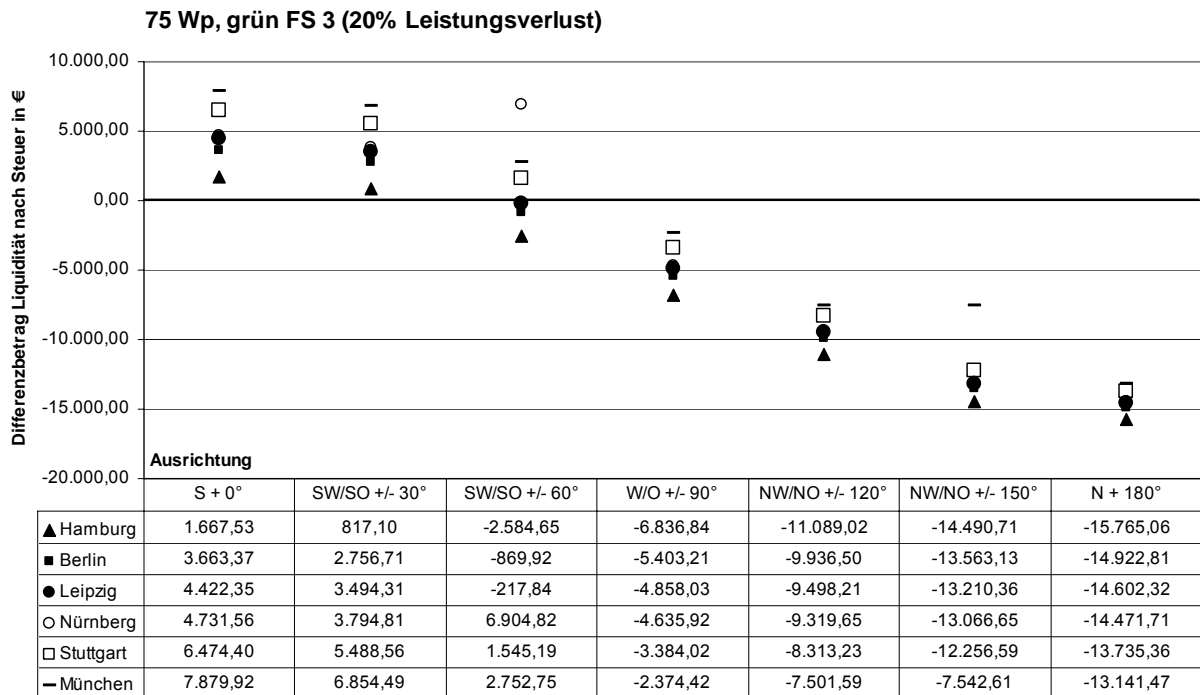 75 Wp, grün FS 3 (20% Leistungsverlust)
Differenzbetrag Liquidität nach Steuer in €
10.000,00
5.000,00
0,00
-5.000,00
-10.000,00
-15.000,00
-20.000,00
Ausrichtung
S + 0° SW/SO +/- 30° SW/SO +/- 60° W/O +/- 90° NW/NO +/- 120° NW/NO +/- 150° N + 180°
Hamburg 1.667,53 817,10 -2.584,65 -6.836,84 -11.089,02 -14.490,71 -15.765,06
Berlin 3.663,37 2.756,71 -869,92 -5.403,21 -9.936,50 -13.563,13 -14.922,81
Leipzig 4.422,35 3.494,31 -217,84 -4.858,03 -9.498,21 -13.210,36 -14.602,32
Nürnberg 4.731,56 3.794,81 6.904,82 -4.635,92 -9.319,65 -13.066,65 -14.471,71
Stuttgart 6.474,40 5.488,56 1.545,19 -3.384,02 -8.313,23 -12.256,59 -13.735,36
München 7.879,92 6.854,49 2.752,75 -2.374,42 -7.501,59 -7.542,61 -13.141,47